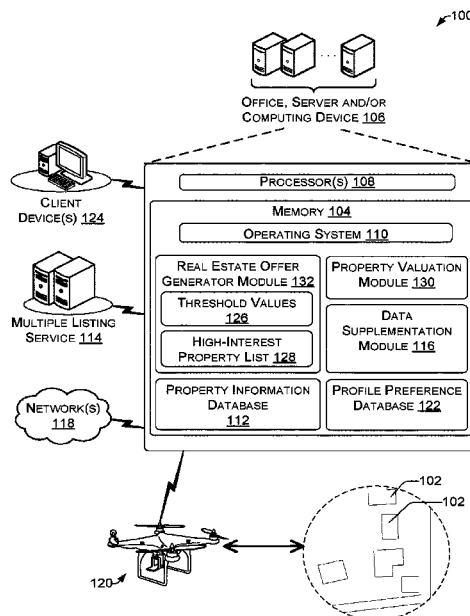 100
OFFICE, SERVER AND/OR
COMPUTING DEVICE 106
PROCESSOR(S) 108
MEMORY 104
OPERATING SYSTEM 110
CLIENT
DEVICE(S)
124
REAL ESTATE OFFER
GENERATOR MODULE 132
THRESHOLD VALUES
126
HIGH-INTEREST
PROPERTY LIST 128
PROPERTY VALUATION
MODULE 130
DATA
SUPPLEMENTATION
MODULE 116
MULTIPLE LISTING
SERVICE 114
PROPERTY INFORMATION
DATABASE
112
PROFILE PREFERENCE
DATABASE 122
NETWORK(S)
118
102
102
120